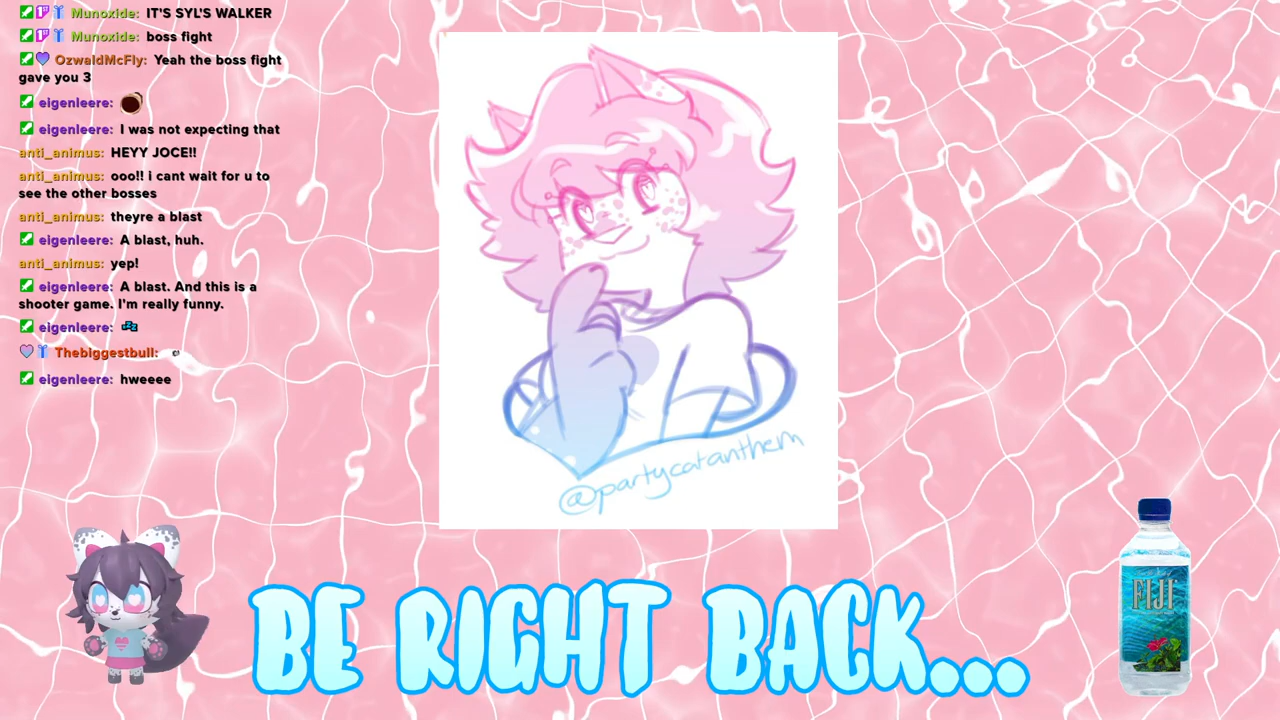 Munoxide: IT'S SYL'S WALKER
Munoxide: boss fight
OzwaldMcFly: Yeah the boss fight
gave you 3
eigenleere:
eigenleere: I was not expecting that
anti_animus: HEYY JOCE!!
anti_animus: ooo!! i cant wait for u to
see the other bosses
anti_animus: theyre a blast
eigenleere: A blast, huh.
anti_animus: yep!
eigenleere: A blast. And this is a
shooter game. I'm really funny.
eigenleere:
Thebiggestbull:
eigenleere: hweeee
@partycatanthem
FIJI
BE RIGHT BACK...